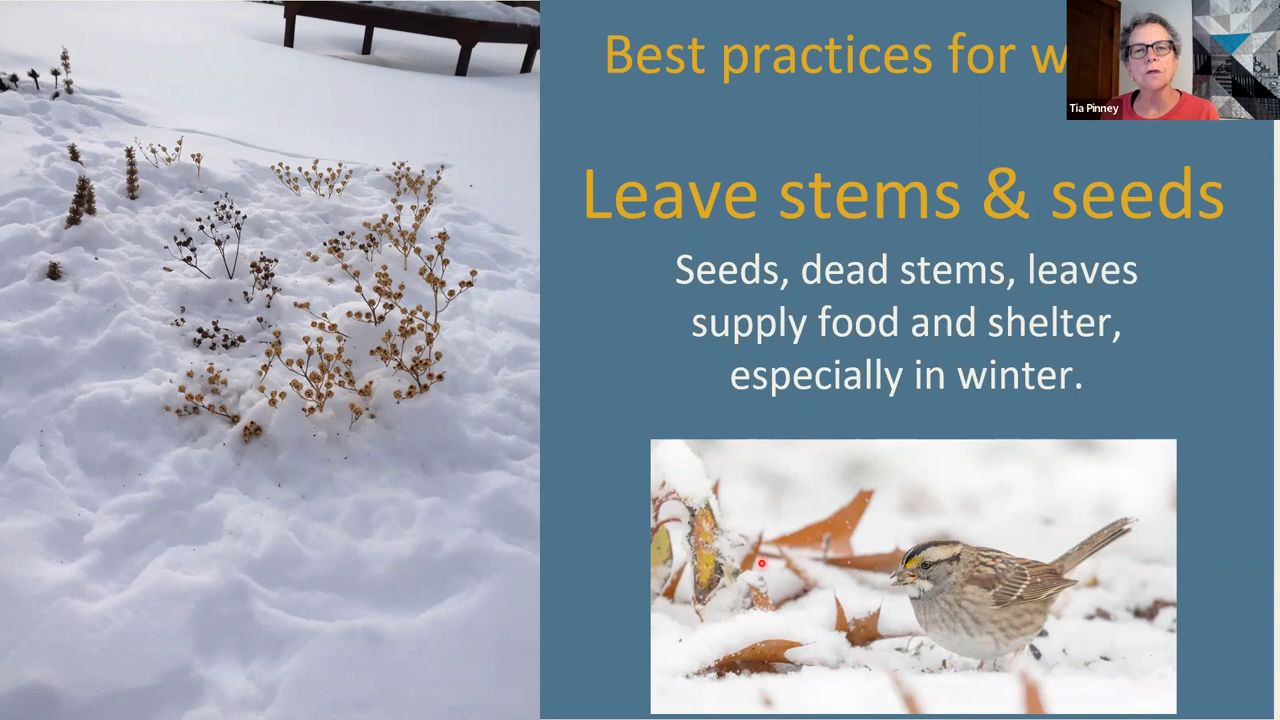 Best practices for w
Tia Pinney
Leave stems & seeds
Seeds, dead stems, leaves
supply food and shelter,
especially in winter.